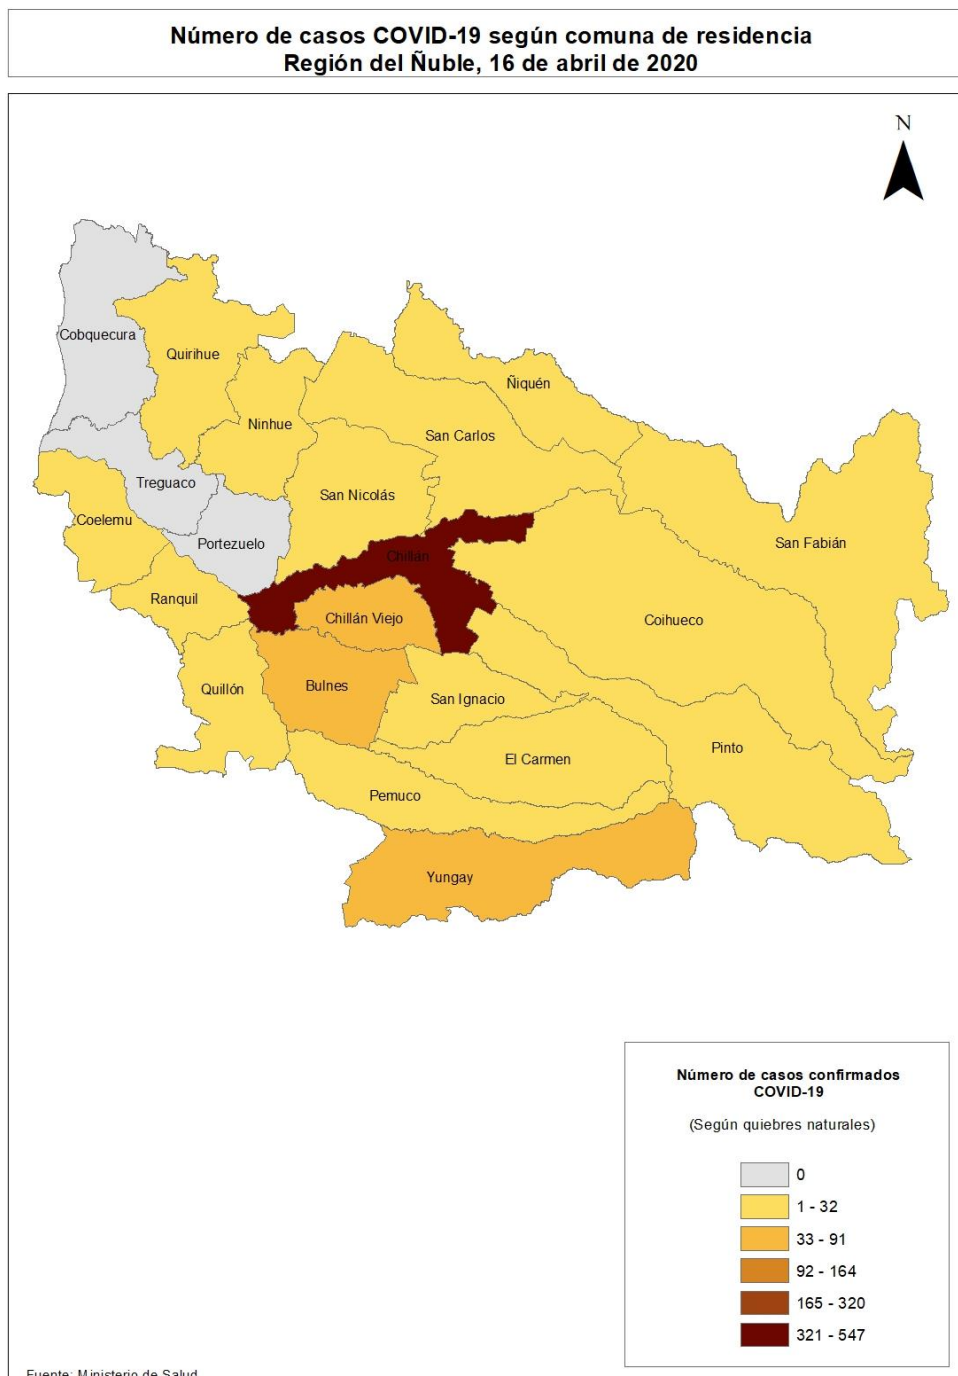 Número de casos COVID-19 según comuna de residencia
Región del Ñuble, 16 de abril de 2020
N
Cobquecura
Quirihue
Ñiquén
Ninhue
San Carlos
Treguaco
San Nicolás
Coelemu
Portezuelo
San Fabián
Chillán
Ranquil
Chillán Viejo
Coihueco
Quillón
Bulnes
San Ignacio
Pinto
El Carmen
Pemuco
Yungay
Número de casos confirmados
COVID-19
(Según quiebres naturales)
0
1 - 32
33 - 91
92 - 164
165 - 320
321 - 547
Fuente: Ministerio de Salud